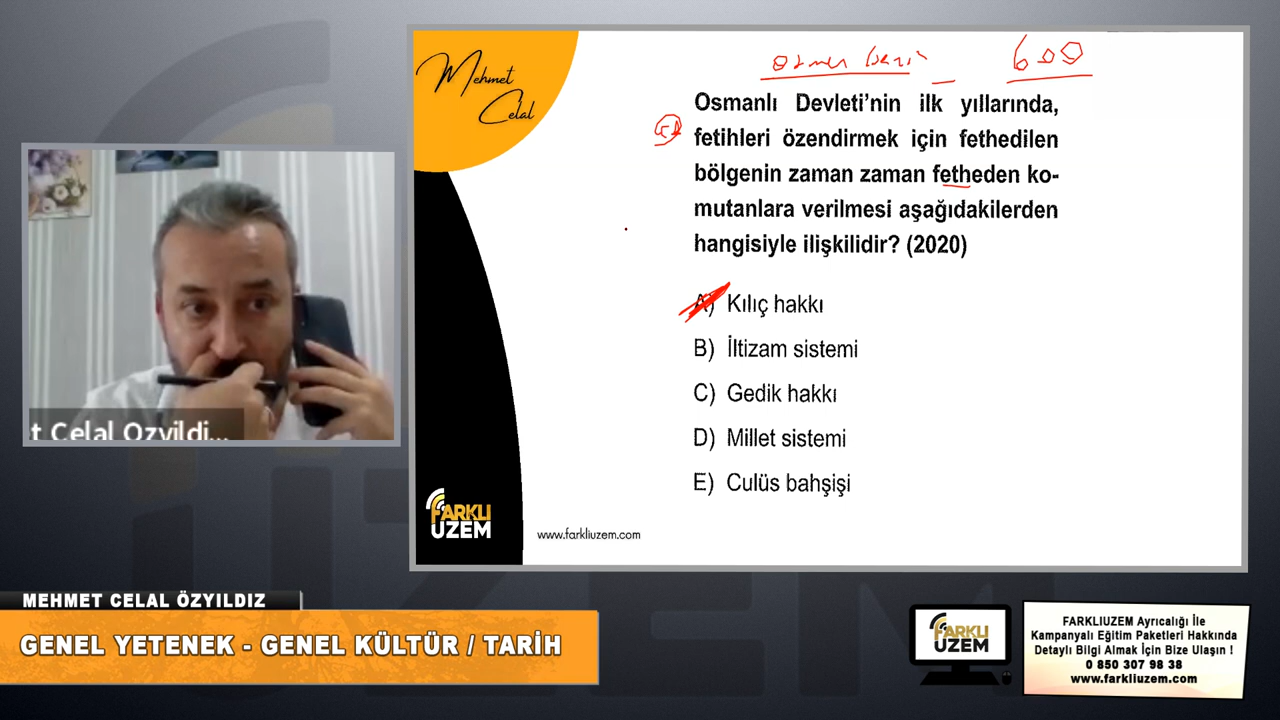 Mehmet
Celal
600
Osmanlı Devleti'nin ilk yıllarında,
fetihleri özendirmek için fethedilen
bölgenin zaman zaman fetheden ko-
mutanlara verilmesi aşağıdakilerden
hangisiyle ilişkilidir? (2020)
A) Kılıç hakkı
B) İltizam sistemi
C) Gedik hakkı
D) Millet sistemi
E) Culüs bahşişi
t Celal Ozyildi...
FARKLI
UZEM
www.farkliuzem.com
MEHMET CELAL ÖZYILDIZ
GENEL YETENEK - GENEL KÜLTÜR / TARİH
FARKLI
UZEM
FARKLIUZEM Ayrıcalığı İle
Kampanyalı Eğitim Paketleri Hakkında
Detaylı Bilgi Almak İçin Bize Ulaşın !
0 850 307 98 38
www.farkliuzem.com
ÜZEM